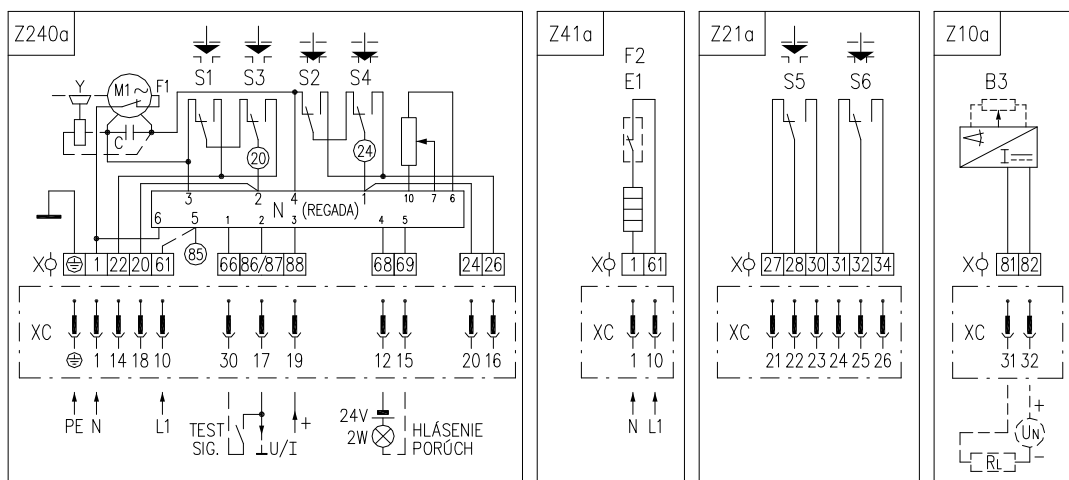 Z240a
S1 S3 S2 S4
Y M1 ~ F1
C
20
24
3 2 4 1 10 7 6
N (REGADA)
6 5 1 2 3 4 5
85
X 1 22 20 61 66 86/87 88 68 69 24 26
XC
1 14 18 10 30 17 19 12 15 20 16
PE N L1
TEST
SIG.
U/I
+
24V
2W
HLÁSENIE
PORÚCH
Z41a
F2
E1
X 1 61
XC
1 10
N L1
Z21a
S5 S6
X 27 28 30 31 32 34
XC
21 22 23 24 25 26
Z10a
B3
I
X 81 82
XC
31 32
+
UN
RL
−